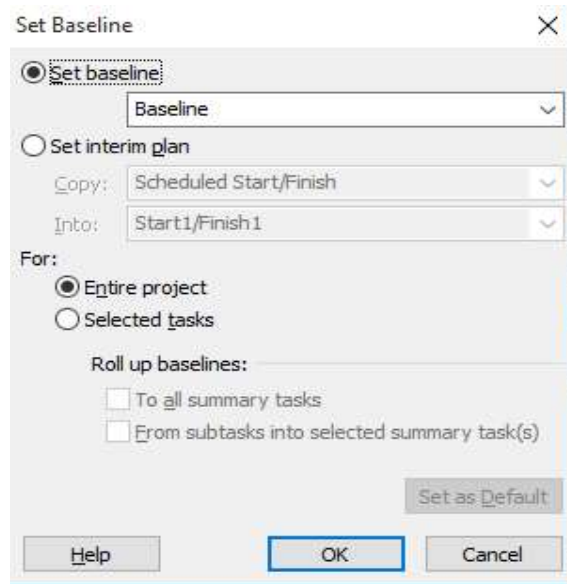 Set Baseline
Set baseline
Baseline
Set interim plan
Copy: Scheduled Start/Finish
Into: Start1/Finish1
For:
Entire project
Selected tasks
Roll up baselines:
To all summary tasks
From subtasks into selected summary task(s)
Set as Default
Help OK Cancel